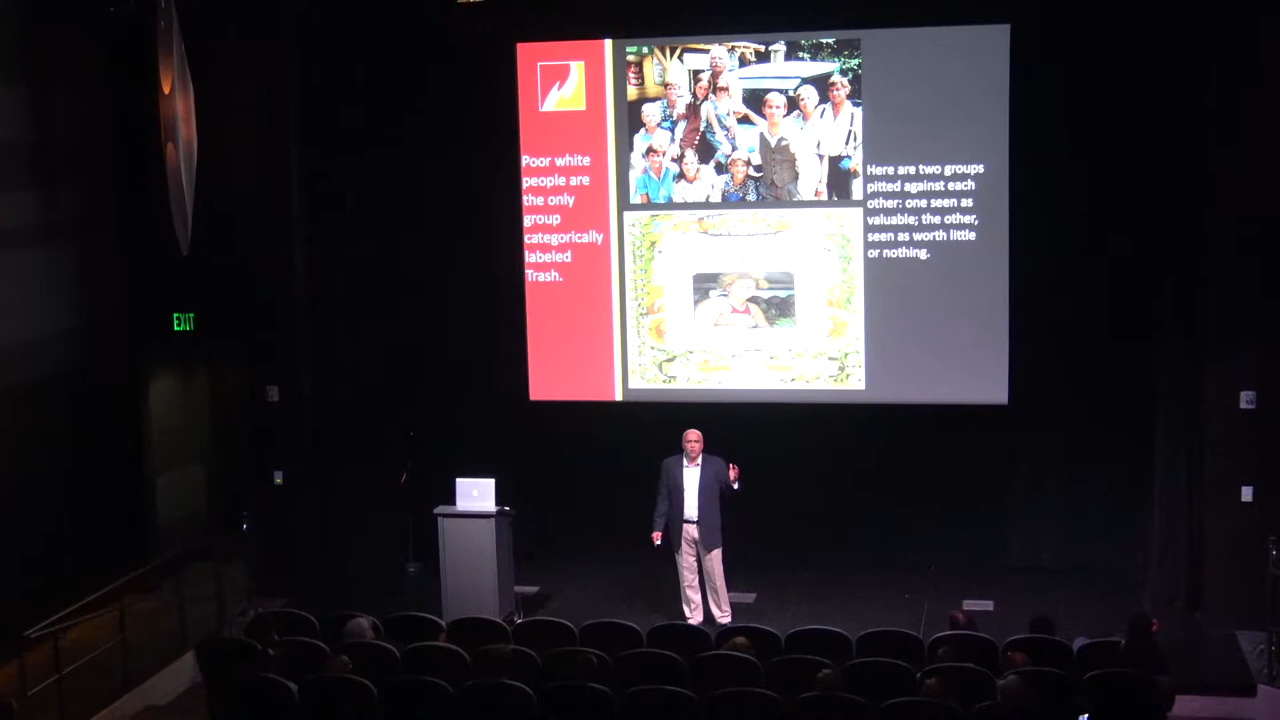 Poor white
people are
the only
group
categorically
labeled
Trash.
Here are two groups
pitted against each
other: one seen as
valuable; the other,
seen as worth little
or nothing.
EXIT